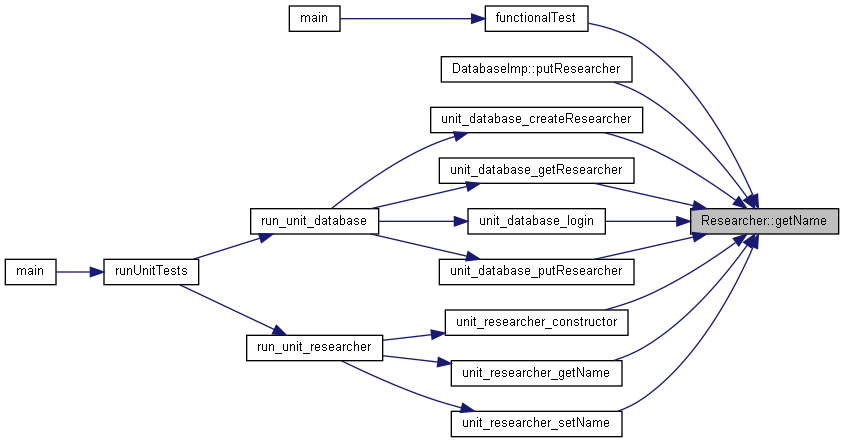 main
functionalTest
DatabaseImp::putResearcher
unit_database_createResearcher
unit_database_getResearcher
run_unit_database
unit_database_login
Researcher::getName
main
runUnitTests
unit_database_putResearcher
unit_researcher_constructor
run_unit_researcher
unit_researcher_getName
unit_researcher_setName